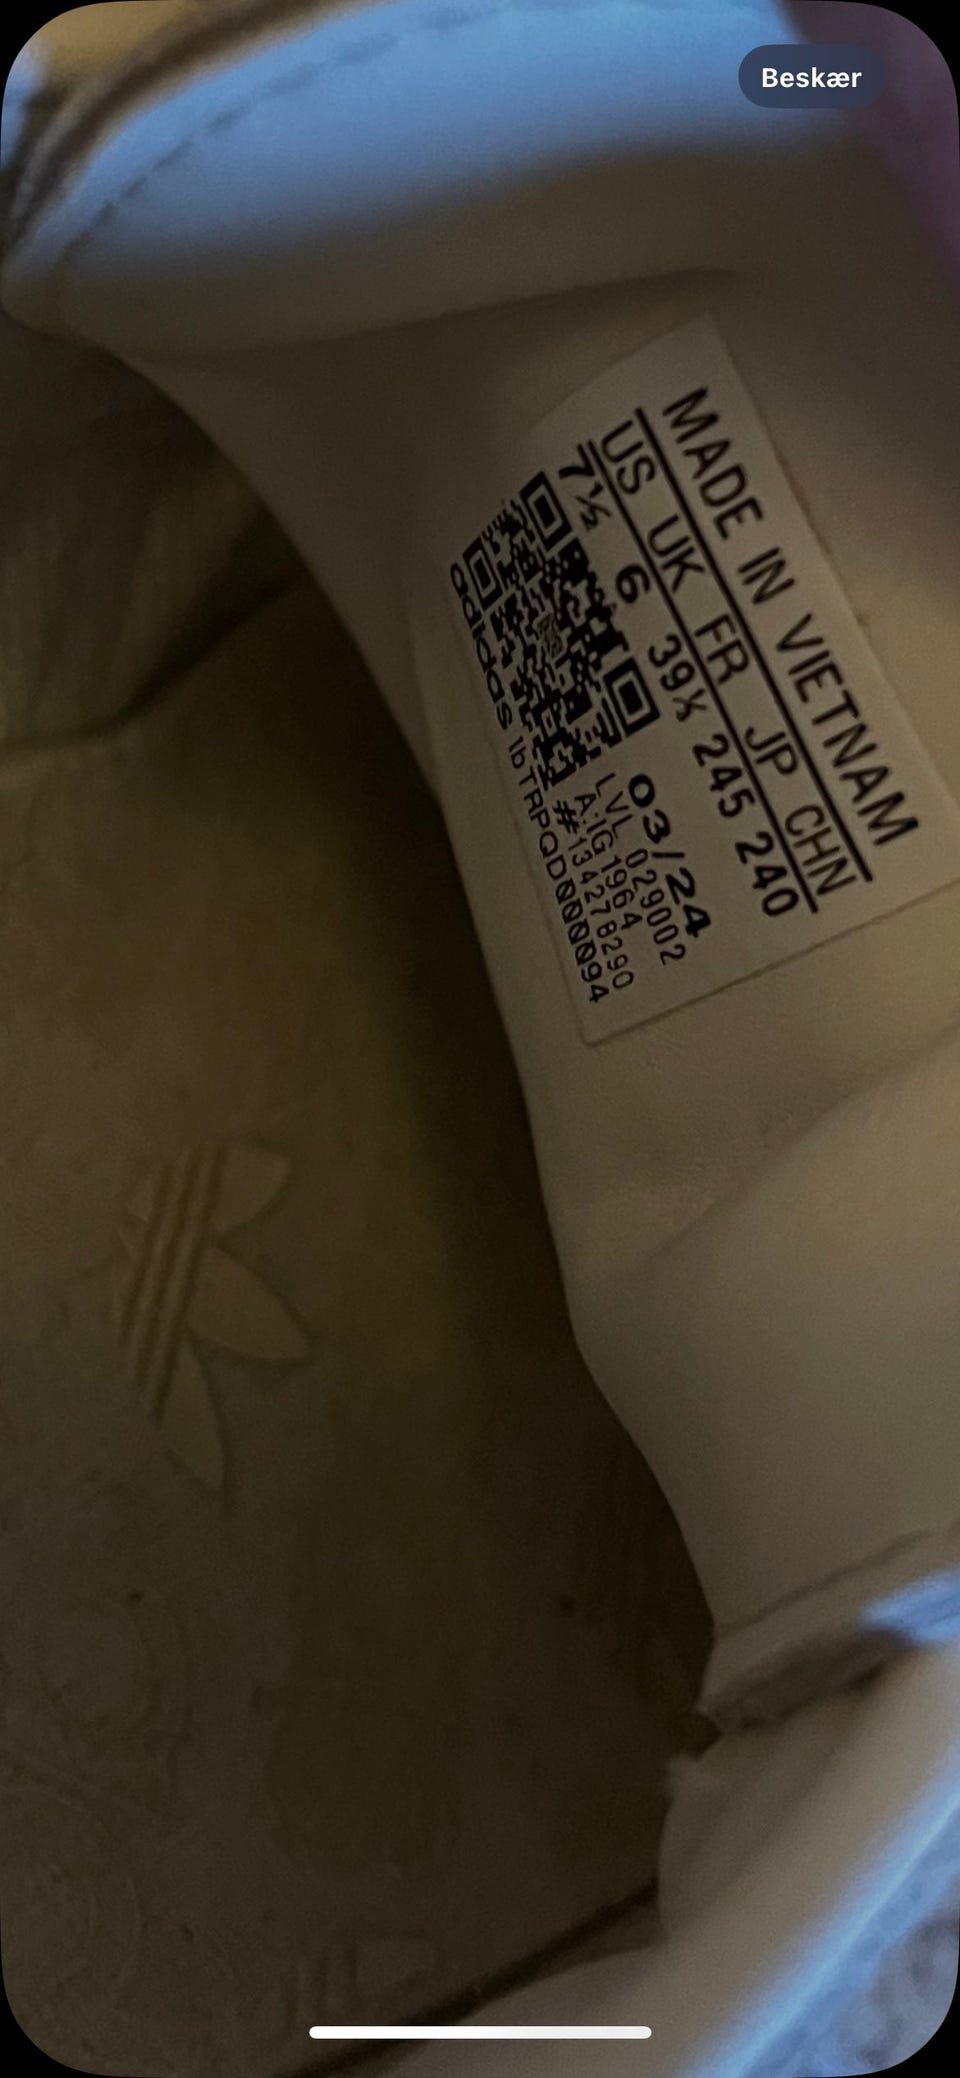 Beskær
MADE IN VIETNAM
US UK FR JP CHN
7½ 6 39⅓ 245 240
03/24
LVL 029002
A:IG1964
#134278290
adidas lbTRPQD000094